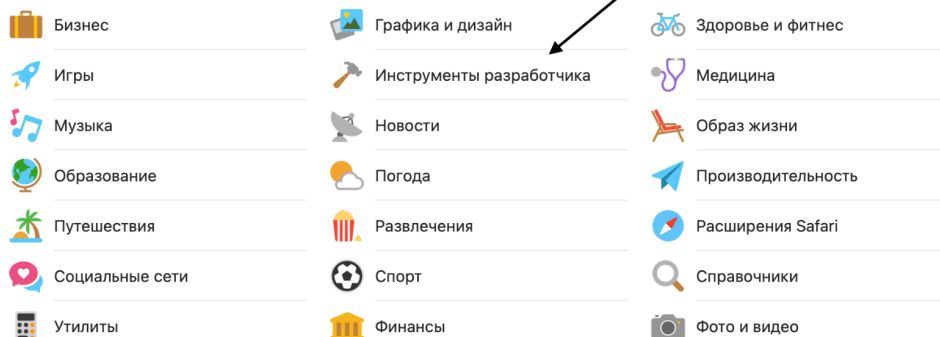 Бизнес
Графика и дизайн
Здоровье и фитнес
Игры
Инструменты разработчика
Медицина
Музыка
Новости
Образ жизни
Образование
Погода
Производительность
Путешествия
Развлечения
Расширения Safari
Социальные сети
Спорт
Справочники
Утилиты
Финансы
Фото и видео